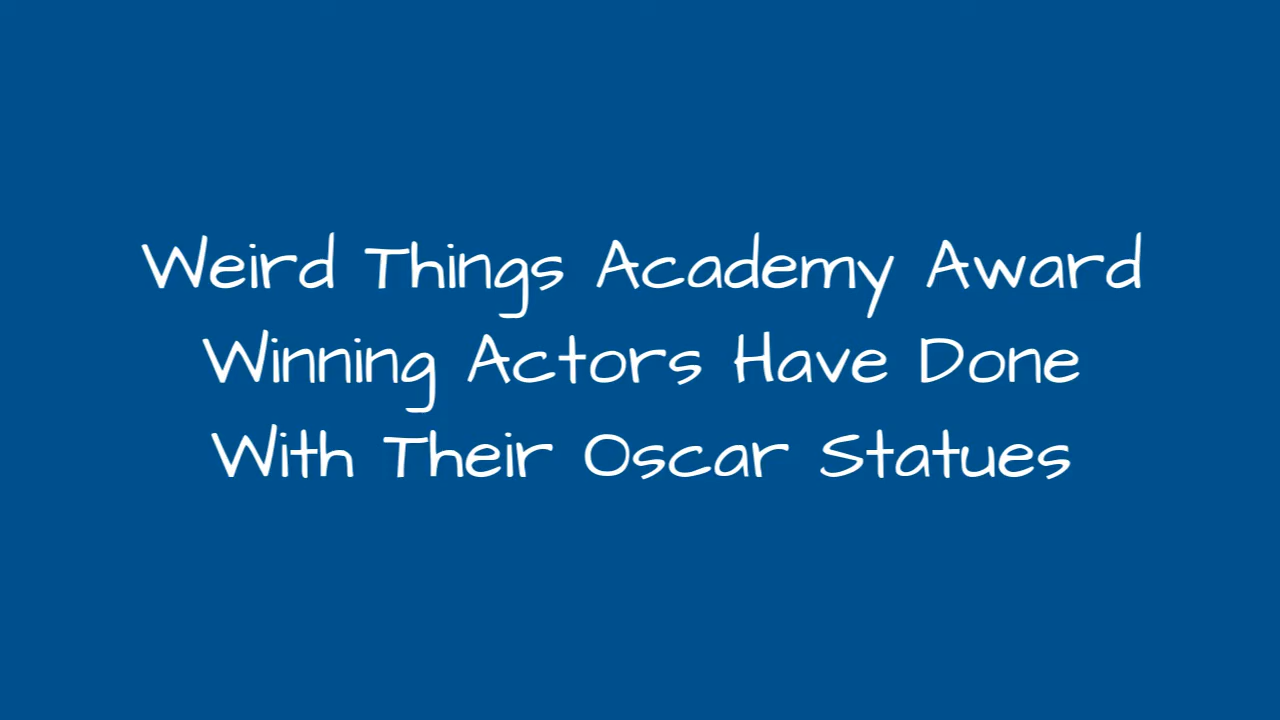 Weird Things Academy Award
Winning Actors Have Done
With Their Oscar Statues